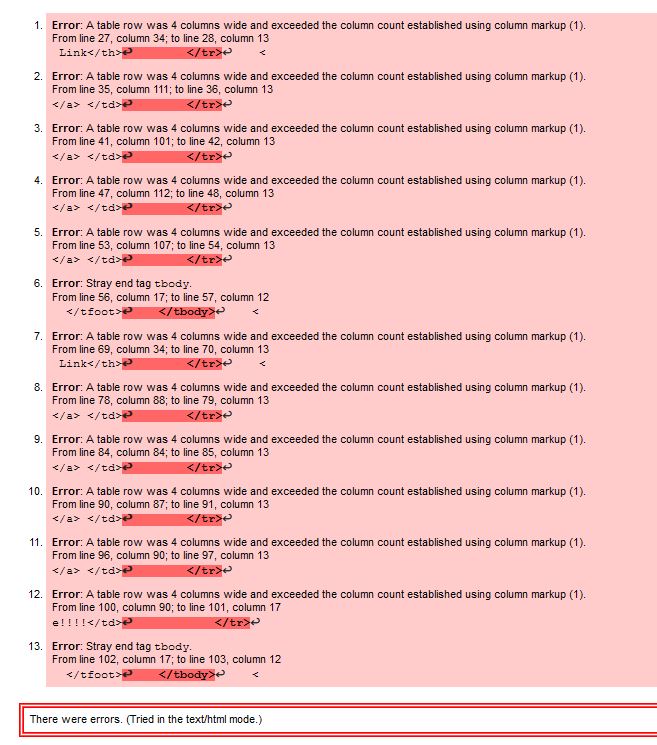 1. Error: A table row was 4 columns wide and exceeded the column count established using column markup (1).
From line 27, column 34; to line 28, column 13
Link</th>↩ </tr>↩ <
2. Error: A table row was 4 columns wide and exceeded the column count established using column markup (1).
From line 35, column 111; to line 36, column 13
</a> </td>↩ </tr>↩
3. Error: A table row was 4 columns wide and exceeded the column count established using column markup (1).
From line 41, column 101; to line 42, column 13
</a> </td>↩ </tr>↩
4. Error: A table row was 4 columns wide and exceeded the column count established using column markup (1).
From line 47, column 112; to line 48, column 13
</a> </td>↩ </tr>↩
5. Error: A table row was 4 columns wide and exceeded the column count established using column markup (1).
From line 53, column 107; to line 54, column 13
</a> </td>↩ </tr>↩
6. Error: Stray end tag tbody.
From line 56, column 17; to line 57, column 12
</tfoot>↩ </tbody>↩ <
7. Error: A table row was 4 columns wide and exceeded the column count established using column markup (1).
From line 69, column 34; to line 70, column 13
Link</th>↩ </tr>↩ <
8. Error: A table row was 4 columns wide and exceeded the column count established using column markup (1).
From line 78, column 88; to line 79, column 13
</a> </td>↩ </tr>↩
9. Error: A table row was 4 columns wide and exceeded the column count established using column markup (1).
From line 84, column 84; to line 85, column 13
</a> </td>↩ </tr>↩
10. Error: A table row was 4 columns wide and exceeded the column count established using column markup (1).
From line 90, column 87; to line 91, column 13
</a> </td>↩ </tr>↩
11. Error: A table row was 4 columns wide and exceeded the column count established using column markup (1).
From line 96, column 90; to line 97, column 13
</a> </td>↩ </tr>↩
12. Error: A table row was 4 columns wide and exceeded the column count established using column markup (1).
From line 100, column 90; to line 101, column 17
e!!!!</td>↩ </tr>↩
13. Error: Stray end tag tbody.
From line 102, column 17; to line 103, column 12
</tfoot>↩ </tbody>↩ <
There were errors. (Tried in the text/html mode.)